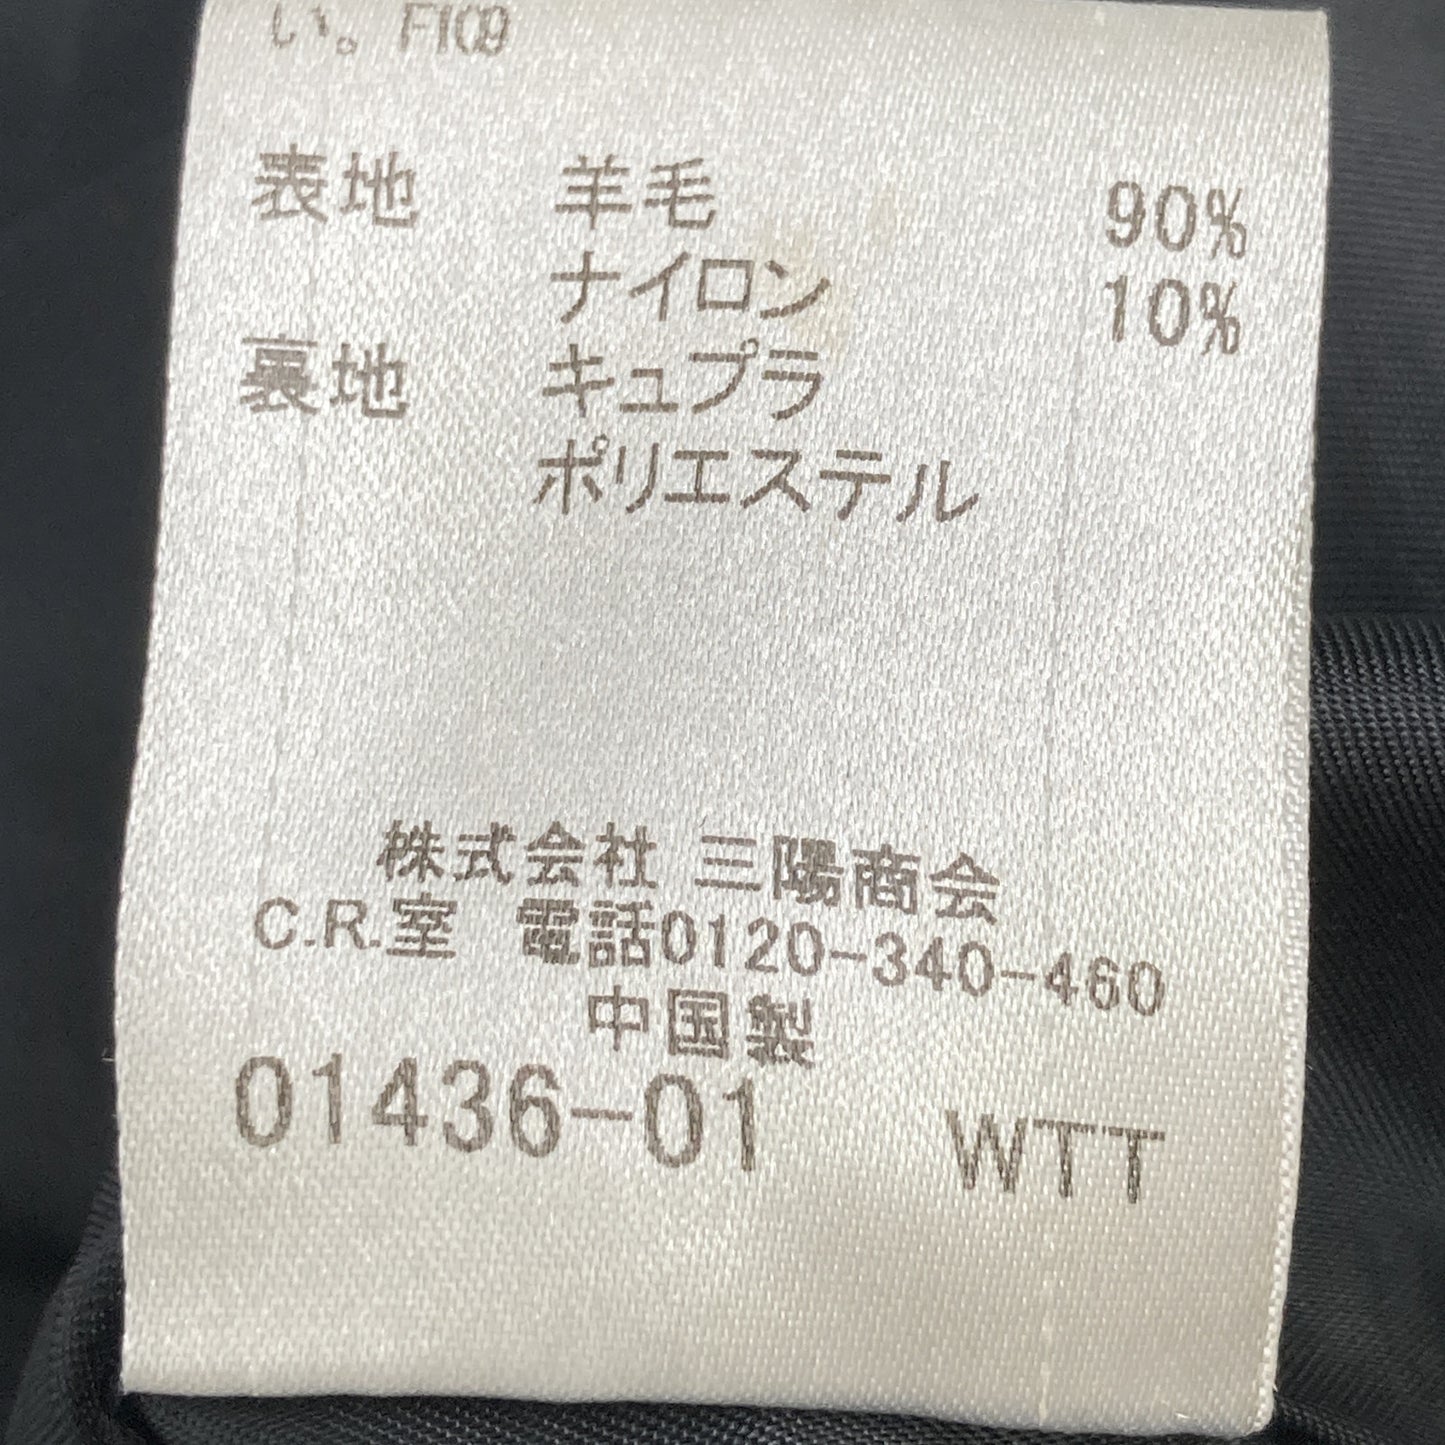 い。F109
表地 羊毛 90%
ナイロン 10%
裏地 キュプラ
ポリエステル
株式会社 三陽商会
C.R.室 電話0120-340-460
中国製
01436-01 WTT